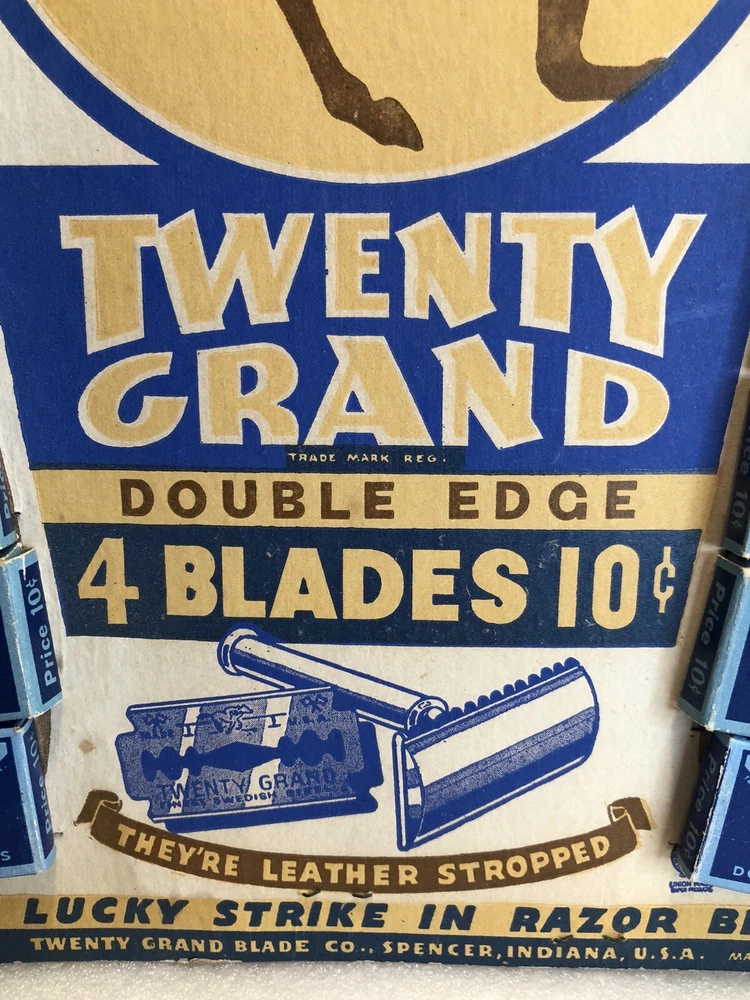 TWENTY
GRAND
TRADE MARK REG.
DOUBLE EDGE
4 BLADES 10¢
Price 10¢
Price 10¢
Price 10¢
TWENTY GRAND
SWEDISH
THEY'RE LEATHER STROPPED
LUCKY STRIKE IN RAZOR
TWENTY GRAND BLADE CO., SPENCER, INDIANA, U.S.A.